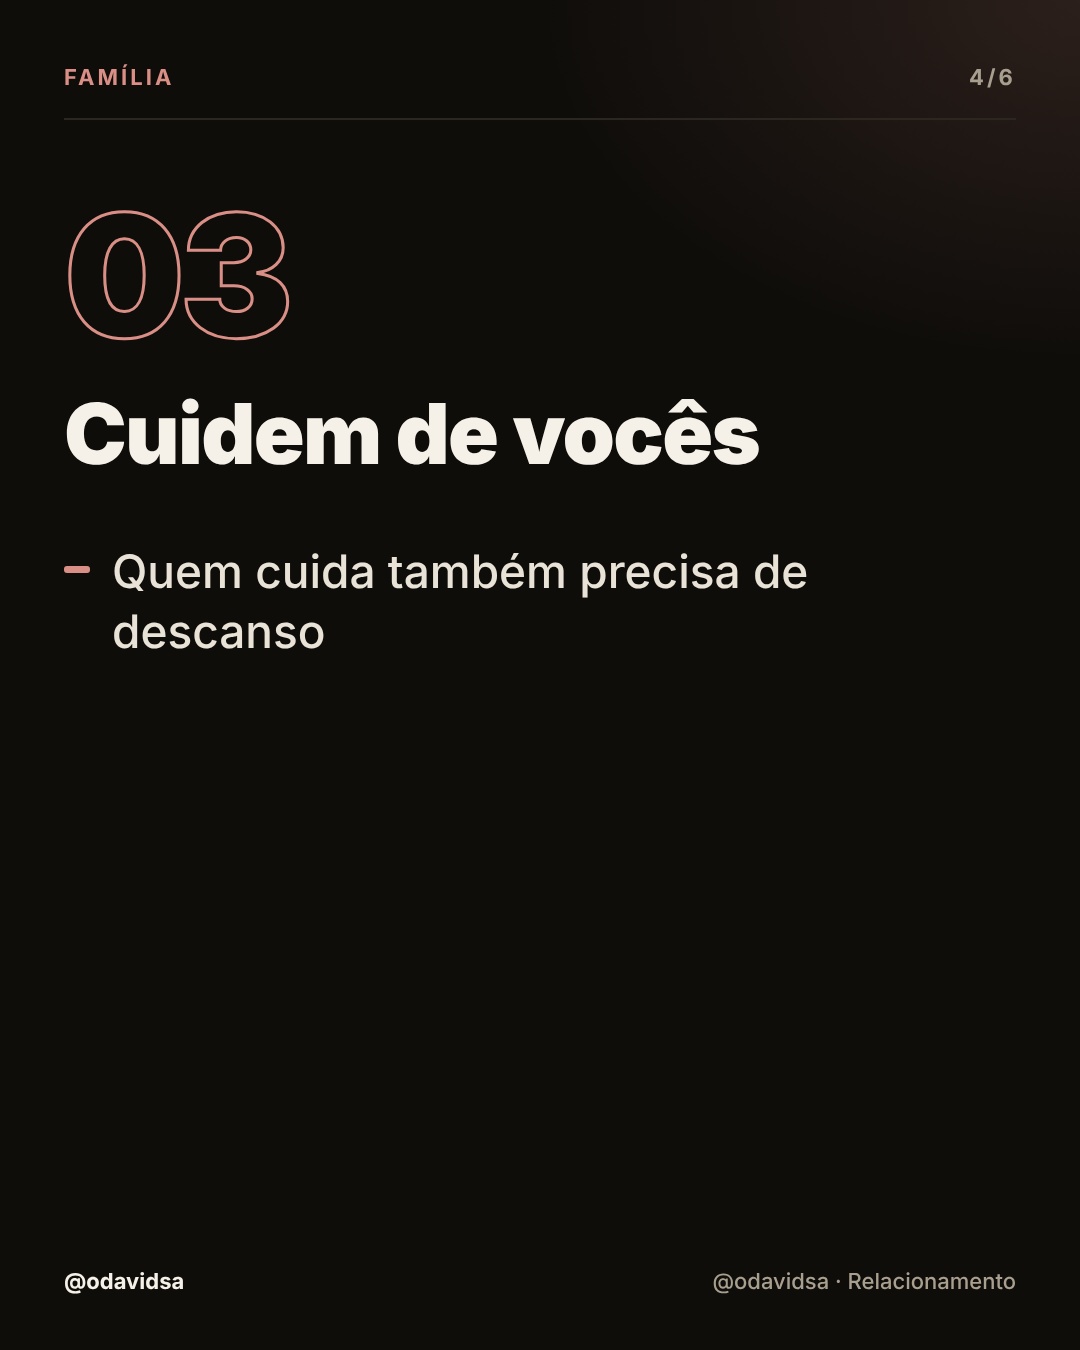 FAMÍLIA
4/6
03
Cuidem de vocês
Quem cuida também precisa de
descanso
@odavidsa
@odavidsa · Relacionamento